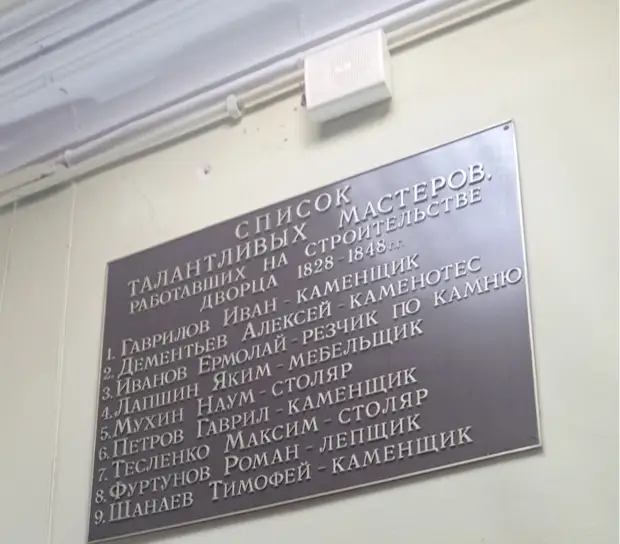 СПИСОК
ТАЛАНТЛИВЫХ МАСТЕРОВ.
РАБОТАВШИХ НА СТРОИТЕЛЬСТВЕ
ДВОРЦА 1828-1848 г.г.
1. ГАВРИЛОВ ИВАН - КАМЕНЩИК
2. ДЕМЕНТЬЕВ АЛЕКСЕЙ - КАМЕНОТЕС
3. ИВАНОВ ЕРМОЛАЙ - РЕЗЧИК ПО КАМНЮ
4. ЛАПШИН ЯКИМ - МЕБЕЛЬЩИК
5. МУХИН НАУМ - СТОЛЯР
6. ПЕТРОВ ГАВРИЛ - КАМЕНЩИК
7. ТЕСЛЕНКО МАКСИМ - СТОЛЯР
8. ФУРТУНОВ РОМАН - ЛЕПЩИК
9. ШАНАЕВ ТИМОФЕЙ - КАМЕНЩИК